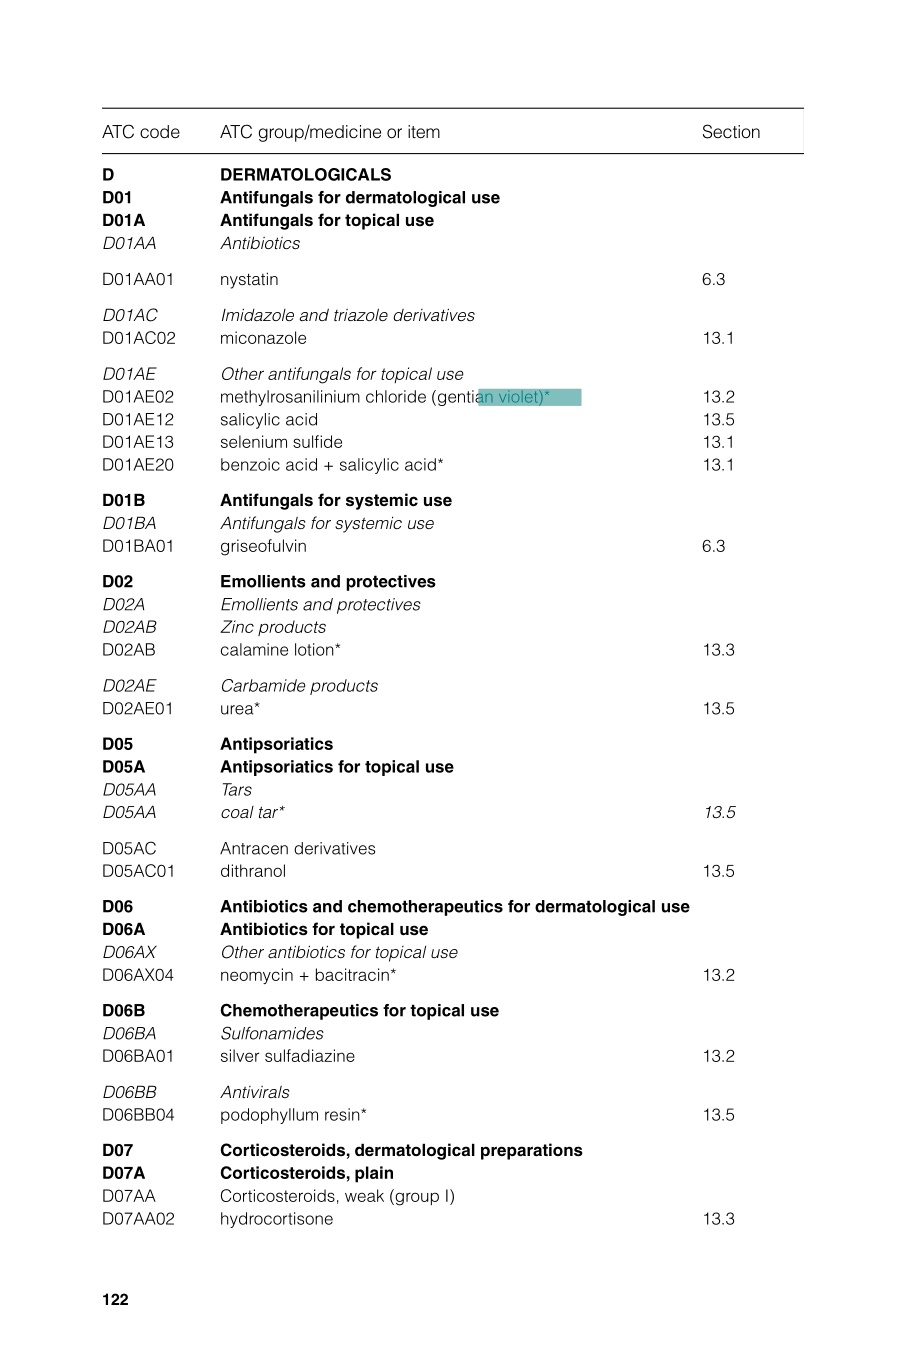 ATC code ATC group/medicine or item Section
D DERMATOLOGICALS
D01 Antifungals for dermatological use
D01A Antifungals for topical use
D01AA Antibiotics
D01AA01 nystatin 6.3
D01AC Imidazole and triazole derivatives
D01AC02 miconazole 13.1
D01AE Other antifungals for topical use
D01AE02 methylrosanilinium chloride (gentian violet)* 13.2
D01AE12 salicylic acid 13.5
D01AE13 selenium sulfide 13.1
D01AE20 benzoic acid + salicylic acid* 13.1
D01B Antifungals for systemic use
D01BA Antifungals for systemic use
D01BA01 griseofulvin 6.3
D02 Emollients and protectives
D02A Emollients and protectives
D02AB Zinc products
D02AB calamine lotion* 13.3
D02AE Carbamide products
D02AE01 urea* 13.5
D05 Antipsoriatics
D05A Antipsoriatics for topical use
D05AA Tars
D05AA coal tar* 13.5
D05AC Antracen derivatives
D05AC01 dithranol 13.5
D06 Antibiotics and chemotherapeutics for dermatological use
D06A Antibiotics for topical use
D06AX Other antibiotics for topical use
D06AX04 neomycin + bacitracin* 13.2
D06B Chemotherapeutics for topical use
D06BA Sulfonamides
D06BA01 silver sulfadiazine 13.2
D06BB Antivirals
D06BB04 podophyllum resin* 13.5
D07 Corticosteroids, dermatological preparations
D07A Corticosteroids, plain
D07AA Corticosteroids, weak (group I)
D07AA02 hydrocortisone 13.3
122